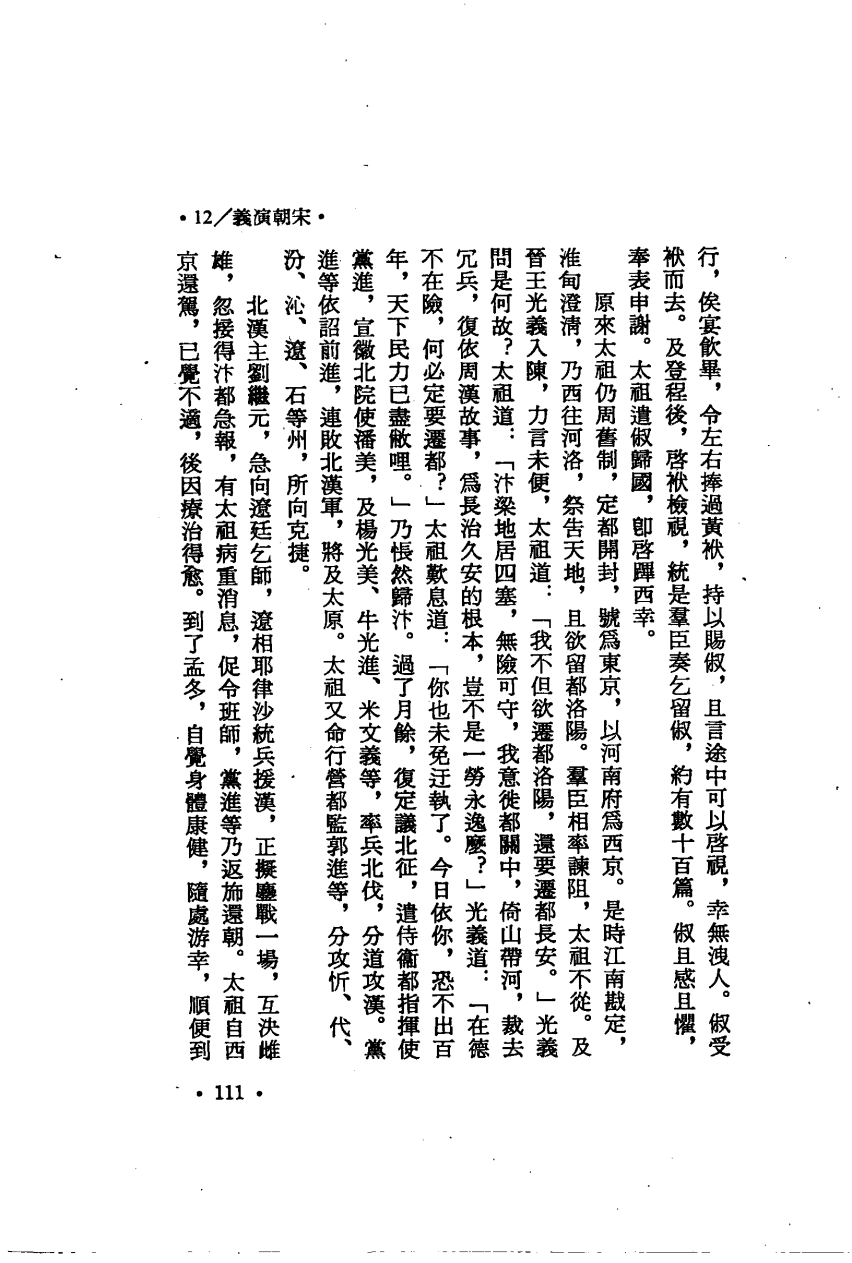 ·12/義演朝宋·
行，俟宴飲畢，令左右捧過黃袱，持以賜俶，且言途中可以啓視，幸無洩人。俶受
袱而去。及登程後，啓袱檢視，統是羣臣奏乞留俶，約有數十百篇。俶且感且懼，
奉表申謝。太祖遣俶歸國，卽啓蹕西幸。
原來太祖仍周舊制，定都開封，號爲東京，以河南府爲西京。是時江南戡定，
淮甸澄清，乃西往河洛，祭告天地，且欲留都洛陽。羣臣相率諫阻，太祖不從。及
晉王光義入陳，力言未便，太祖道：「我不但欲遷都洛陽，還要遷都長安。」光義
問是何故？太祖道：「汴梁地居四塞，無險可守，我意徙都關中，倚山帶河，裁去
冗兵，復依周漢故事，爲長治久安的根本，豈不是一勞永逸麼？」光義道：「在德
不在險，何必定要遷都？」太祖歎息道：「你也未免迂執了。今日依你，恐不出百
年，天下民力已盡敝哩。」乃悵然歸汴。過了月餘，復定議北征，遣侍衞都指揮使
黨進，宣徽北院使潘美，及楊光美、牛光進、米文義等，率兵北伐，分道攻漢。黨
進等依詔前進，連敗北漢軍，將及太原。太祖又命行營都監郭進等，分攻忻、代、
汾、沁、遼、石等州，所向克捷。
北漢主劉繼元，急向遼廷乞師，遼相耶律沙統兵援漢，正擬鏖戰一場，互決雌
雄，忽接得汴都急報，有太祖病重消息，促令班師，黨進等乃返旆還朝。太祖自西
京還駕，已覺不適，後因療治得愈。到了孟冬，自覺身體康健，隨處游幸，順便到
·111·